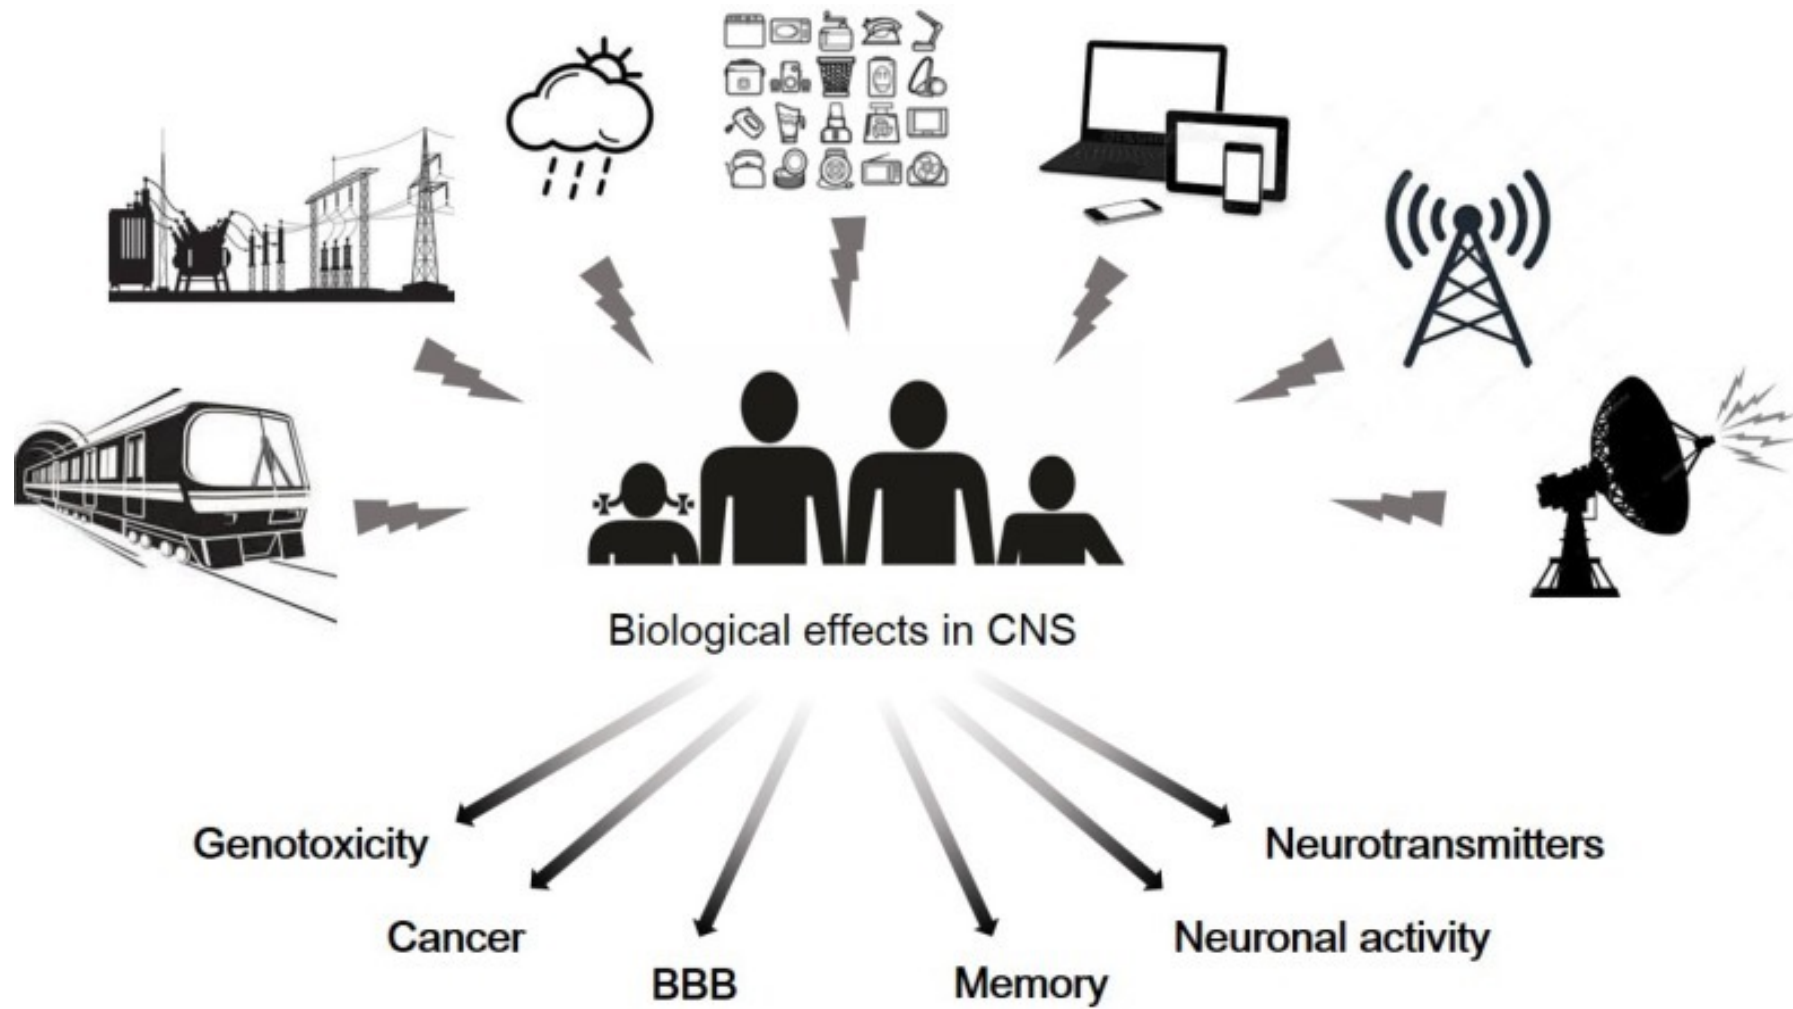 Biological effects in CNS
Genotoxicity
Neurotransmitters
Cancer
Neuronal activity
BBB
Memory